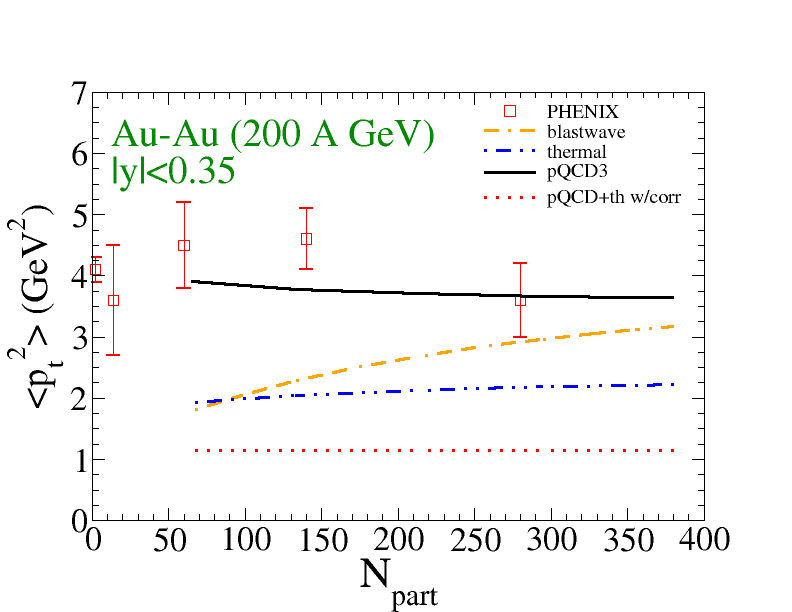 7
6
5
4
3
2
1
0
0 50 100 150 200 250 300 350 400
<p_t^2> (GeV^2)
N_part
Au-Au (200 A GeV)
|y|<0.35
PHENIX
blastwave
thermal
pQCD3
pQCD+th w/corr